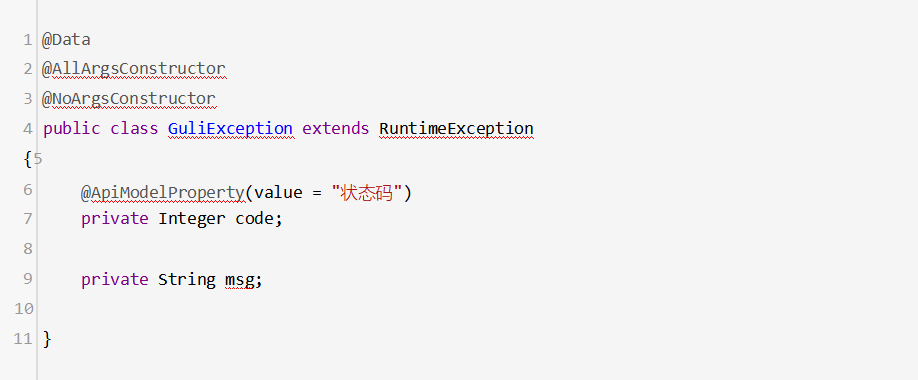 1 @Data
2 @AllArgsConstructor
3 @NoArgsConstructor
4 public class GuliException extends RuntimeException
{5
6 @ApiModelProperty(value = "状态码")
7 private Integer code;
8
9 private String msg;
10
11 }